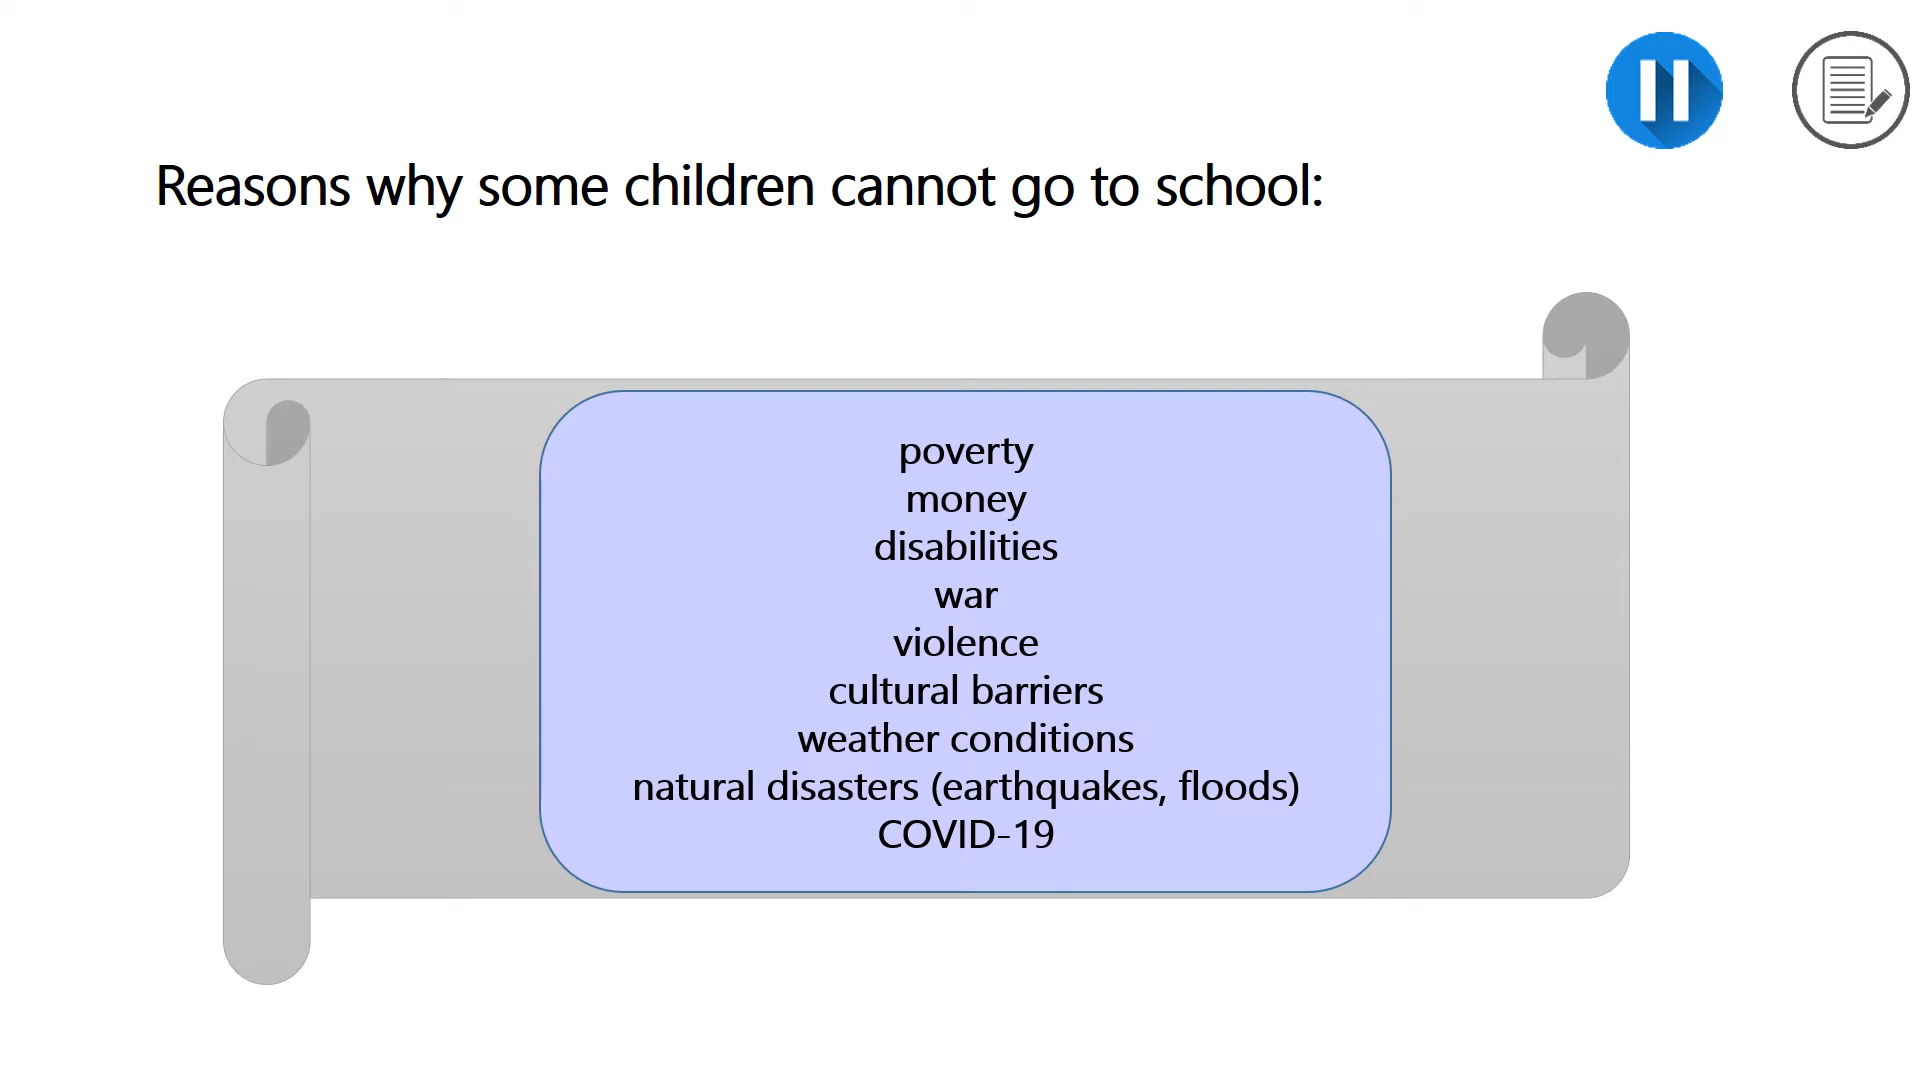 Reasons why some children cannot go to school:
poverty
money
disabilities
war
violence
cultural barriers
weather conditions
natural disasters (earthquakes, floods)
COVID-19